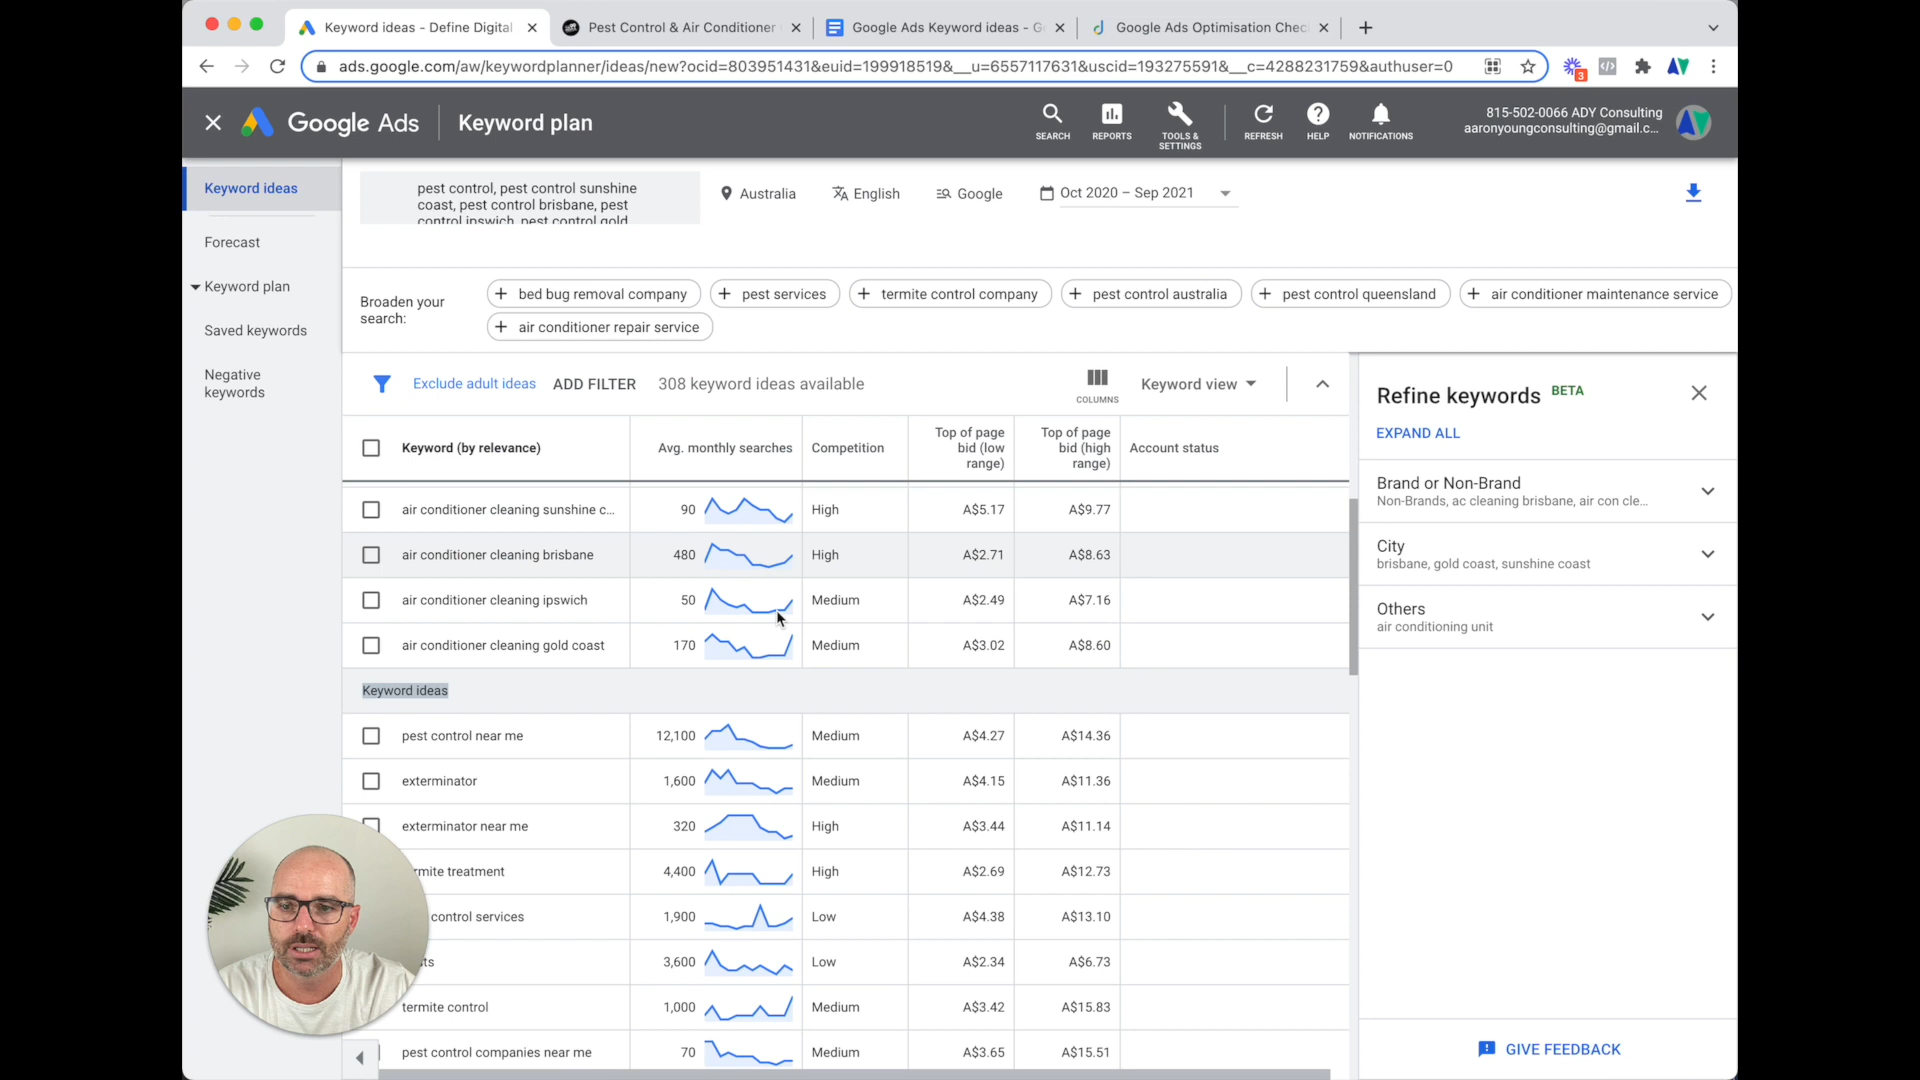 Keyword ideas - Define Digital
Pest Control & Air Conditioner
Google Ads Keyword ideas - G
Google Ads Optimisation Chec
ads.google.com/aw/keywordplanner/ideas/new?ocid=803951431&euid=199918519&__u=6557117631&uscid=193275591&__c=4288231759&authuser=0
3
Google Ads
Keyword plan
SEARCH
REPORTS
TOOLS &
SETTINGS
REFRESH
HELP
NOTIFICATIONS
815-502-0066 ADY Consulting
aaronyoungconsulting@gmail.c...
Keyword ideas
Forecast
Keyword plan
Saved keywords
Negative
keywords
pest control, pest control sunshine
coast, pest control brisbane, pest
control ipswich, pest control gold
Australia
English
Google
Oct 2020 – Sep 2021
Broaden your
search:
bed bug removal company
pest services
termite control company
pest control australia
pest control queensland
air conditioner maintenance service
air conditioner repair service
Exclude adult ideas
ADD FILTER
308 keyword ideas available
COLUMNS
Keyword view
Keyword (by relevance)
Avg. monthly searches
Competition
Top of page
bid (low
range)
Top of page
bid (high
range)
Account status
air conditioner cleaning sunshine c...
90
High
A$5.17
A$9.77
air conditioner cleaning brisbane
480
High
A$2.71
A$8.63
air conditioner cleaning ipswich
50
Medium
A$2.49
A$7.16
air conditioner cleaning gold coast
170
Medium
A$3.02
A$8.60
Keyword ideas
pest control near me
12,100
Medium
A$4.27
A$14.36
exterminator
1,600
Medium
A$4.15
A$11.36
exterminator near me
320
High
A$3.44
A$11.14
rmite treatment
4,400
High
A$2.69
A$12.73
control services
1,900
Low
A$4.38
A$13.10
ts
3,600
Low
A$2.34
A$6.73
termite control
1,000
Medium
A$3.42
A$15.83
pest control companies near me
70
Medium
A$3.65
A$15.51
Refine keywords
BETA
EXPAND ALL
Brand or Non-Brand
Non-Brands, ac cleaning brisbane, air con cle...
City
brisbane, gold coast, sunshine coast
Others
air conditioning unit
GIVE FEEDBACK